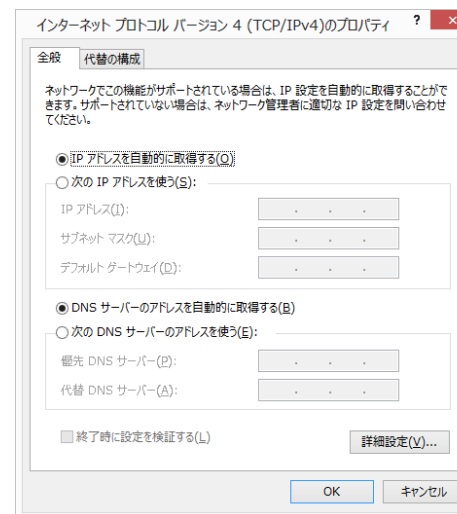 インターネット プロトコル バージョン 4 (TCP/IPv4)のプロパティ ? ×
全般 代替の構成
ネットワークでこの機能がサポートされている場合は、IP 設定を自動的に取得することがで
きます。サポートされていない場合は、ネットワーク管理者に適切な IP 設定を問い合わせ
てください。
IP アドレスを自動的に取得する(O)
次の IP アドレスを使う(S):
IP アドレス(I): . . .
サブネット マスク(U): . . .
デフォルト ゲートウェイ(D): . . .
DNS サーバーのアドレスを自動的に取得する(B)
次の DNS サーバーのアドレスを使う(E):
優先 DNS サーバー(P): . . .
代替 DNS サーバー(A): . . .
終了時に設定を検証する(L)
詳細設定(V)...
OK キャンセル